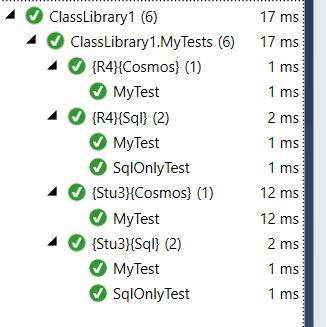 ClassLibrary1 (6) 17 ms
ClassLibrary1.MyTests (6) 17 ms
{R4}{Cosmos} (1) 1 ms
MyTest 1 ms
{R4}{Sql} (2) 2 ms
MyTest 1 ms
SqlOnlyTest 1 ms
{Stu3}{Cosmos} (1) 12 ms
MyTest 12 ms
{Stu3}{Sql} (2) 2 ms
MyTest 1 ms
SqlOnlyTest 1 ms